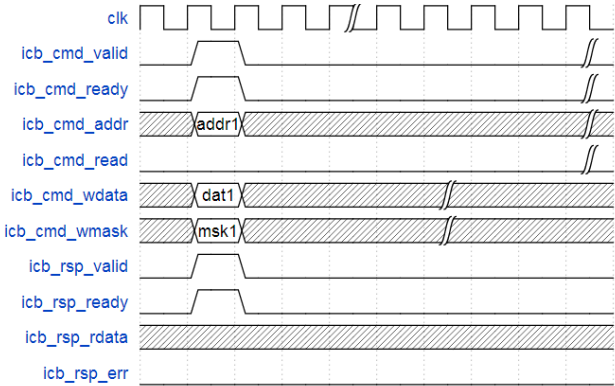 clk
icb_cmd_valid
icb_cmd_ready
icb_cmd_addr addr1
icb_cmd_read
icb_cmd_wdata dat1
icb_cmd_wmask msk1
icb_rsp_valid
icb_rsp_ready
icb_rsp_rdata
icb_rsp_err